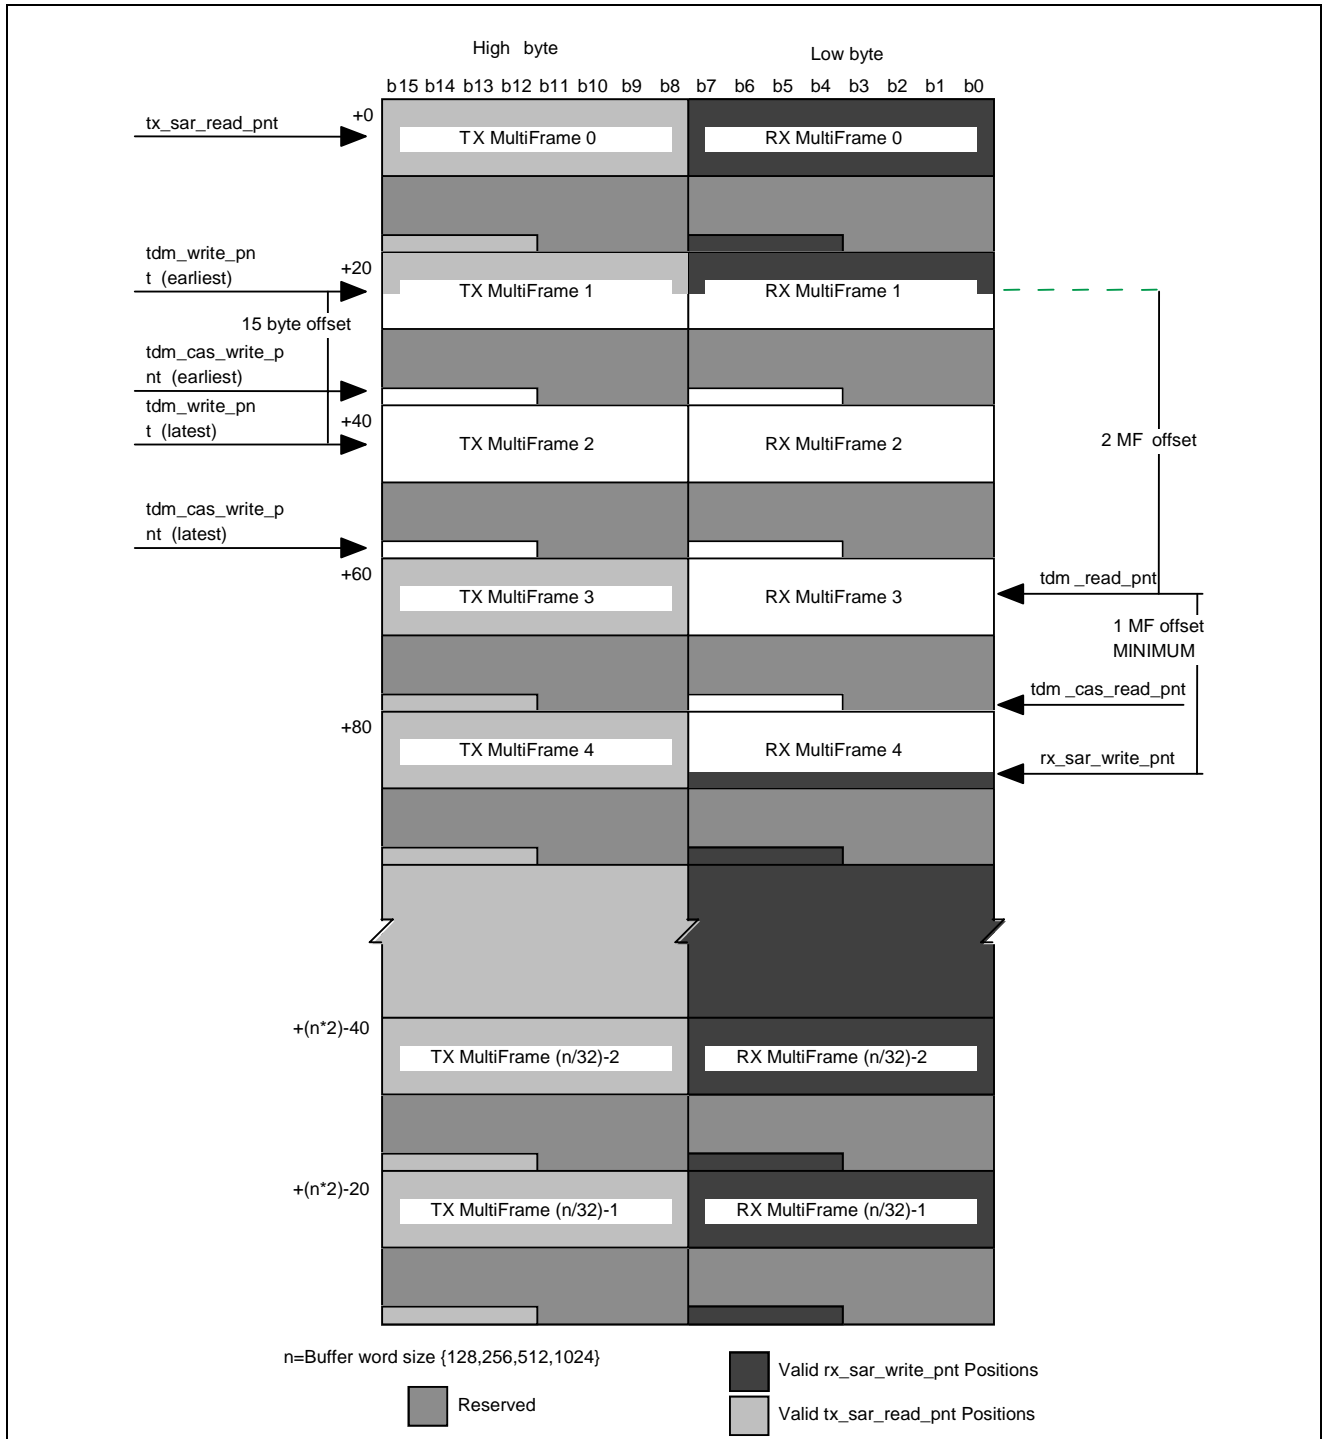 High byte
Low byte
b15 b14 b13 b12 b11 b10 b9 b8 b7 b6 b5 b4 b3 b2 b1 b0
+0
tx_sar_read_pnt
TX MultiFrame 0
RX MultiFrame 0
tdm_write_pn
t (earliest)
+20
TX MultiFrame 1
RX MultiFrame 1
15 byte offset
tdm_cas_write_p
nt (earliest)
tdm_write_pn
t (latest)
+40
TX MultiFrame 2
RX MultiFrame 2
2 MF offset
tdm_cas_write_p
nt (latest)
+60
TX MultiFrame 3
RX MultiFrame 3
tdm _read_pnt
1 MF offset
MINIMUM
tdm _cas_read_pnt
+80
TX MultiFrame 4
RX MultiFrame 4
rx_sar_write_pnt
+(n*2)-40
TX MultiFrame (n/32)-2
RX MultiFrame (n/32)-2
+(n*2)-20
TX MultiFrame (n/32)-1
RX MultiFrame (n/32)-1
n=Buffer word size {128,256,512,1024}
Reserved
Valid rx_sar_write_pnt Positions
Valid tx_sar_read_pnt Positions